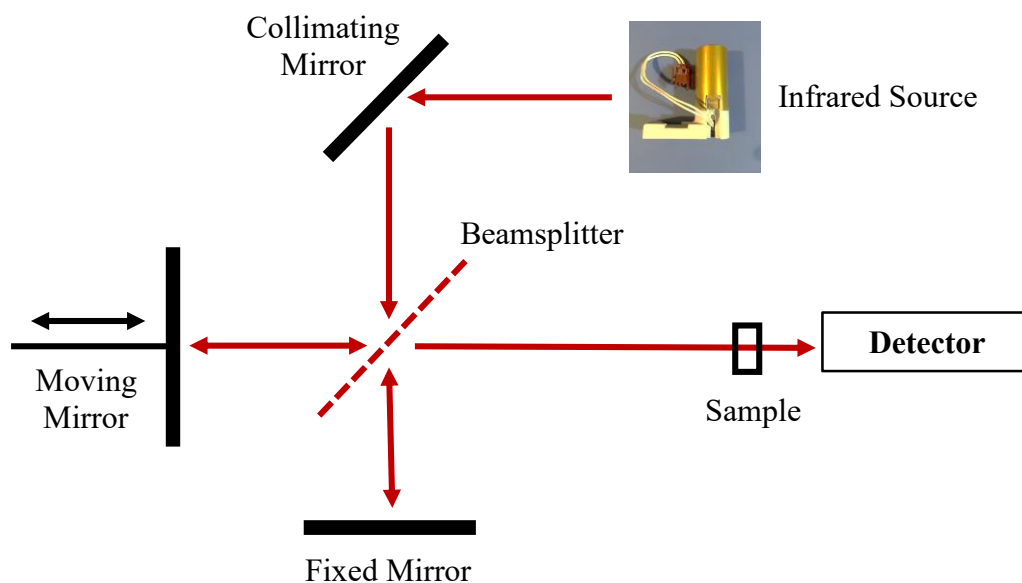 Collimating
Mirror
Infrared Source
Beamsplitter
Moving
Mirror
Detector
Sample
Fixed Mirror